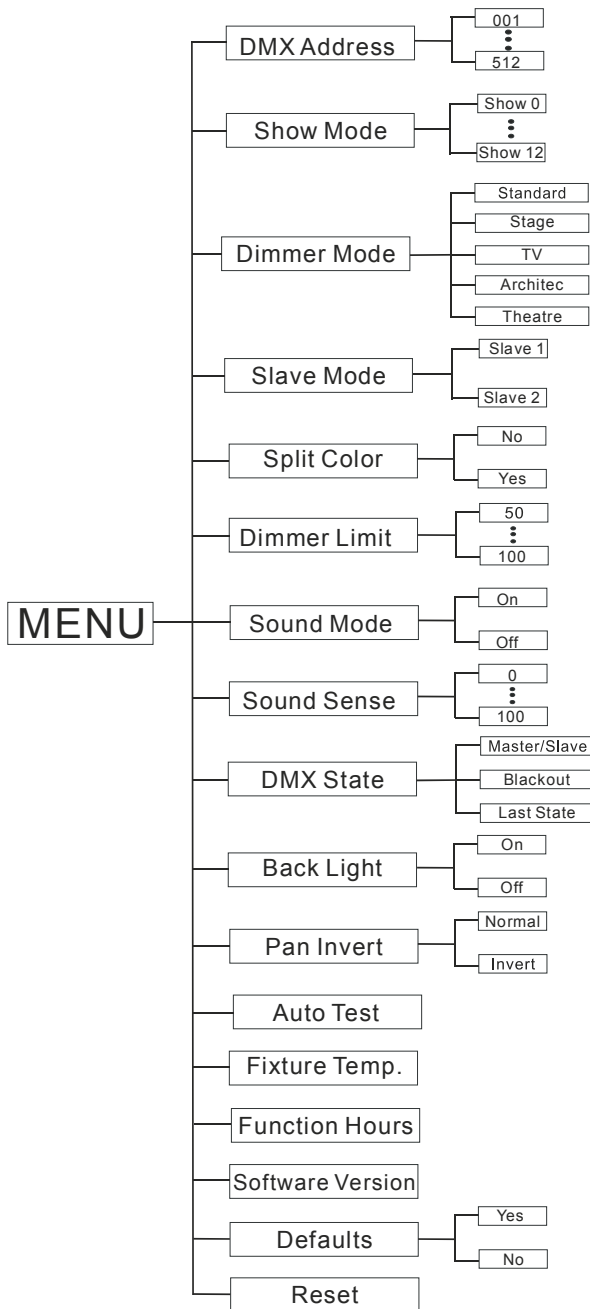 MENU
DMX Address
001
512
Show Mode
Show 0
Show 12
Dimmer Mode
Standard
Stage
TV
Architec
Theatre
Slave Mode
Slave 1
Slave 2
Split Color
No
Yes
Dimmer Limit
50
100
Sound Mode
On
Off
Sound Sense
0
100
DMX State
Master/Slave
Blackout
Last State
Back Light
On
Off
Pan Invert
Normal
Invert
Auto Test
Fixture Temp.
Function Hours
Software Version
Defaults
Yes
No
Reset